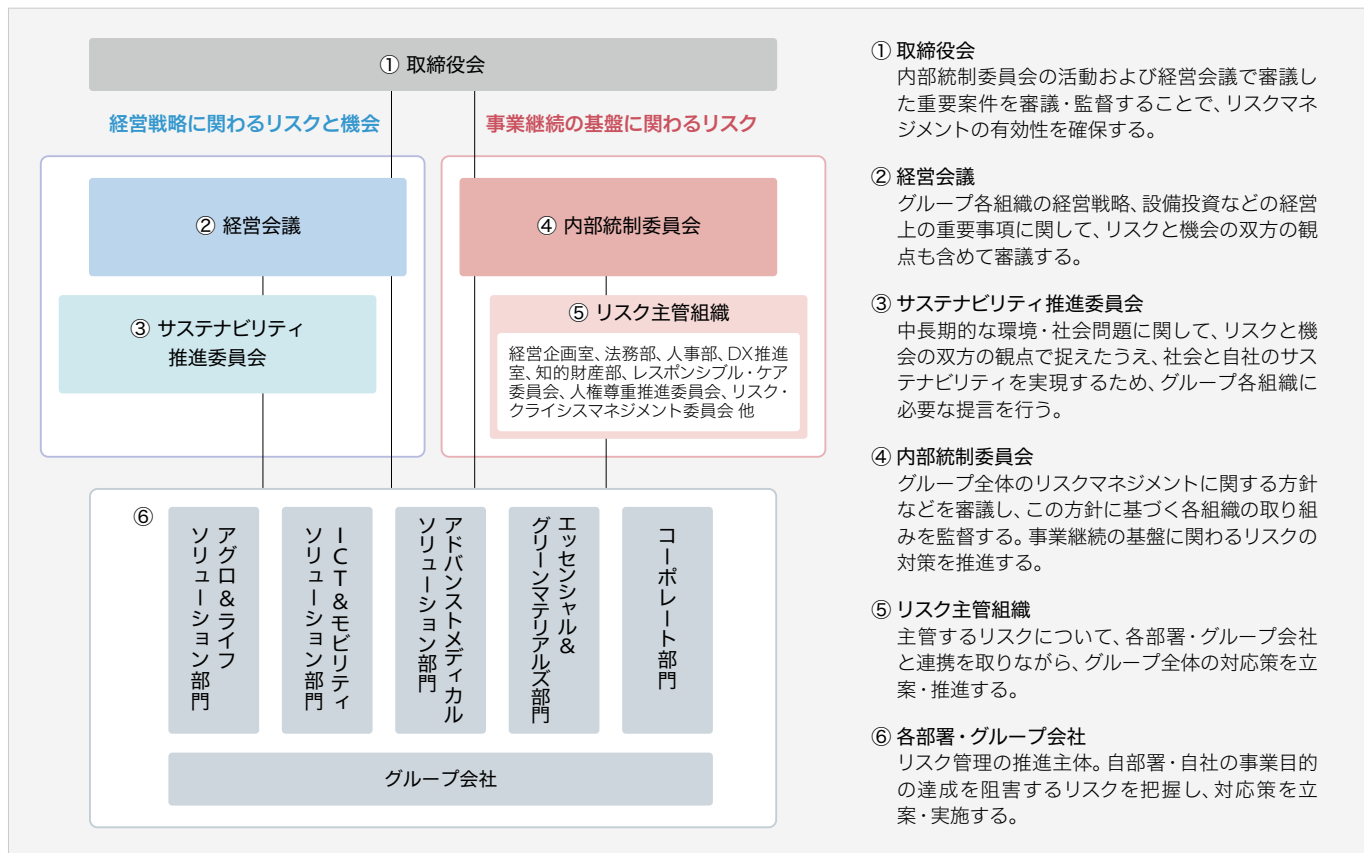 ① 取締役会
経営戦略に関わるリスクと機会
事業継続の基盤に関わるリスク
② 経営会議
③ サステナビリティ
推進委員会
④ 内部統制委員会
⑤ リスク主管組織
経営企画室、法務部、人事部、DX推進
室、知的財産部、レスポンシブル・ケア
委員会、人権尊重推進委員会、リスク・
クライシスマネジメント委員会 他
⑥
アグロ&ライフ
ソリューション部門
ICT&モビリティ
ソリューション部門
アドバンストメディカル
ソリューション部門
エッセンシャル&
グリーンマテリアルズ部門
コーポレート部門
グループ会社
① 取締役会
内部統制委員会の活動および経営会議で審議し
た重要案件を審議・監督することで、リスクマネ
ジメントの有効性を確保する。
② 経営会議
グループ各組織の経営戦略、設備投資などの経営
上の重要事項に関して、リスクと機会の双方の観
点も含めて審議する。
③ サステナビリティ推進委員会
中長期的な環境・社会問題に関して、リスクと機
会の双方の観点で捉えたうえ、社会と自社のサス
テナビリティを実現するため、グループ各組織に
必要な提言を行う。
④ 内部統制委員会
グループ全体のリスクマネジメントに関する方針
などを審議し、この方針に基づく各組織の取り組
みを監督する。事業継続の基盤に関わるリスクの
対策を推進する。
⑤ リスク主管組織
主管するリスクについて、各部署・グループ会社
と連携を取りながら、グループ全体の対応策を立
案・推進する。
⑥ 各部署・グループ会社
リスク管理の推進主体。自部署・自社の事業目的
の達成を阻害するリスクを把握し、対応策を立
案・実施する。